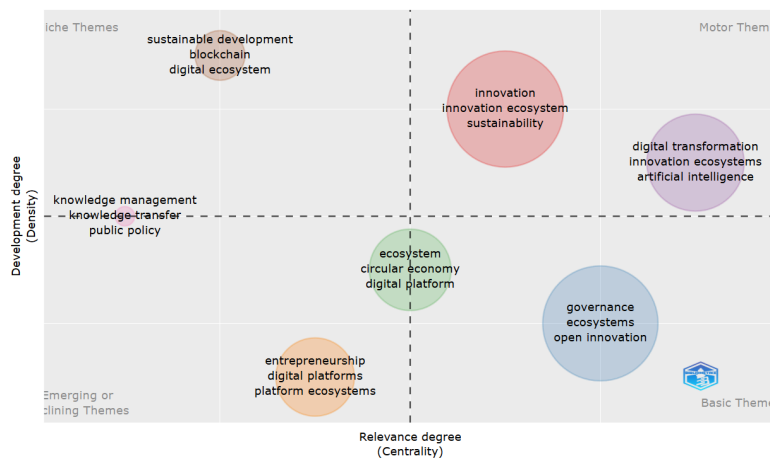 iche Themes
Motor Them
sustainable development
blockchain
digital ecosystem
innovation
innovation ecosystem
sustainability
digital transformation
innovation ecosystems
artificial intelligence
knowledge management
knowledge transfer
public policy
ecosystem
circular economy
digital platform
governance
ecosystems
open innovation
entrepreneurship
digital platforms
platform ecosystems
Emerging or
clining Themes
Basic Theme
Relevance degree
(Centrality)
Development degree
(Density)